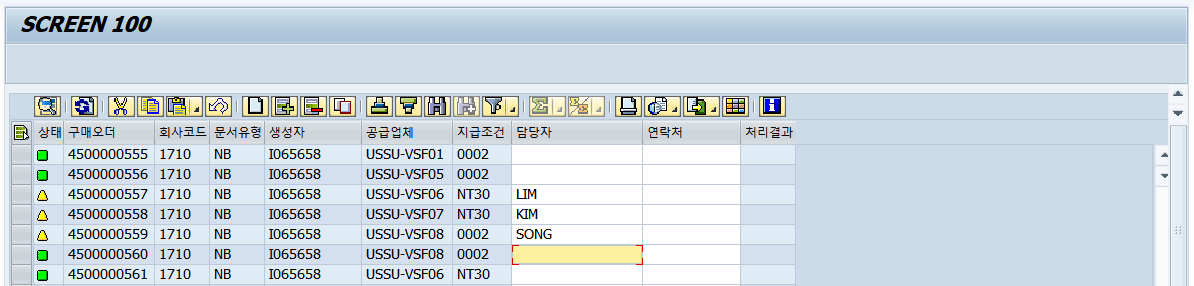 SCREEN 100
상태 구매오더 회사코드 문서유형 생성자 공급업체 지급조건 담당자 연락처 처리결과
4500000555 1710 NB I065658 USSU-VSF01 0002
4500000556 1710 NB I065658 USSU-VSF05 0002
4500000557 1710 NB I065658 USSU-VSF06 NT30 LIM
4500000558 1710 NB I065658 USSU-VSF07 NT30 KIM
4500000559 1710 NB I065658 USSU-VSF08 0002 SONG
4500000560 1710 NB I065658 USSU-VSF08 0002
4500000561 1710 NB I065658 USSU-VSF06 NT30